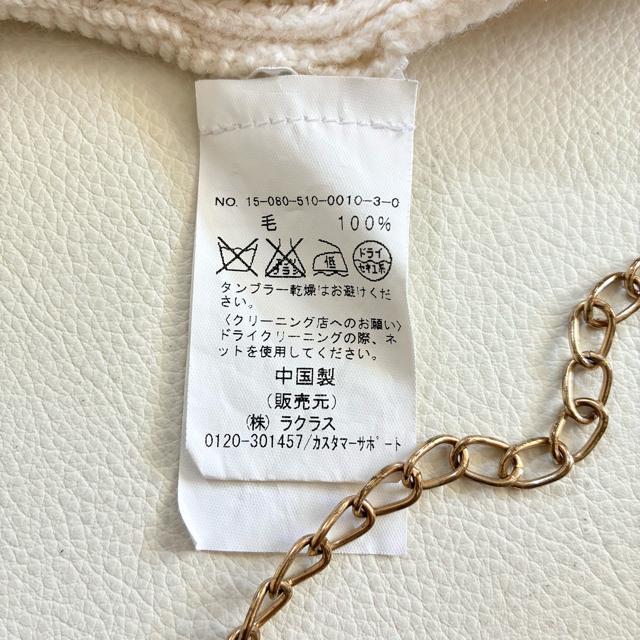 NO. 15-080-510-0010-3-0
毛 100%
低 ドライ
セキユ系
タンブラー乾燥はお避けくだ
さい。
〈クリーニング店へのお願い〉
ドライクリーニングの際、ネ
ットを使用してください。
中国製
(販売元)
(株) ラクラス
0120-301457/カスタマーサポート